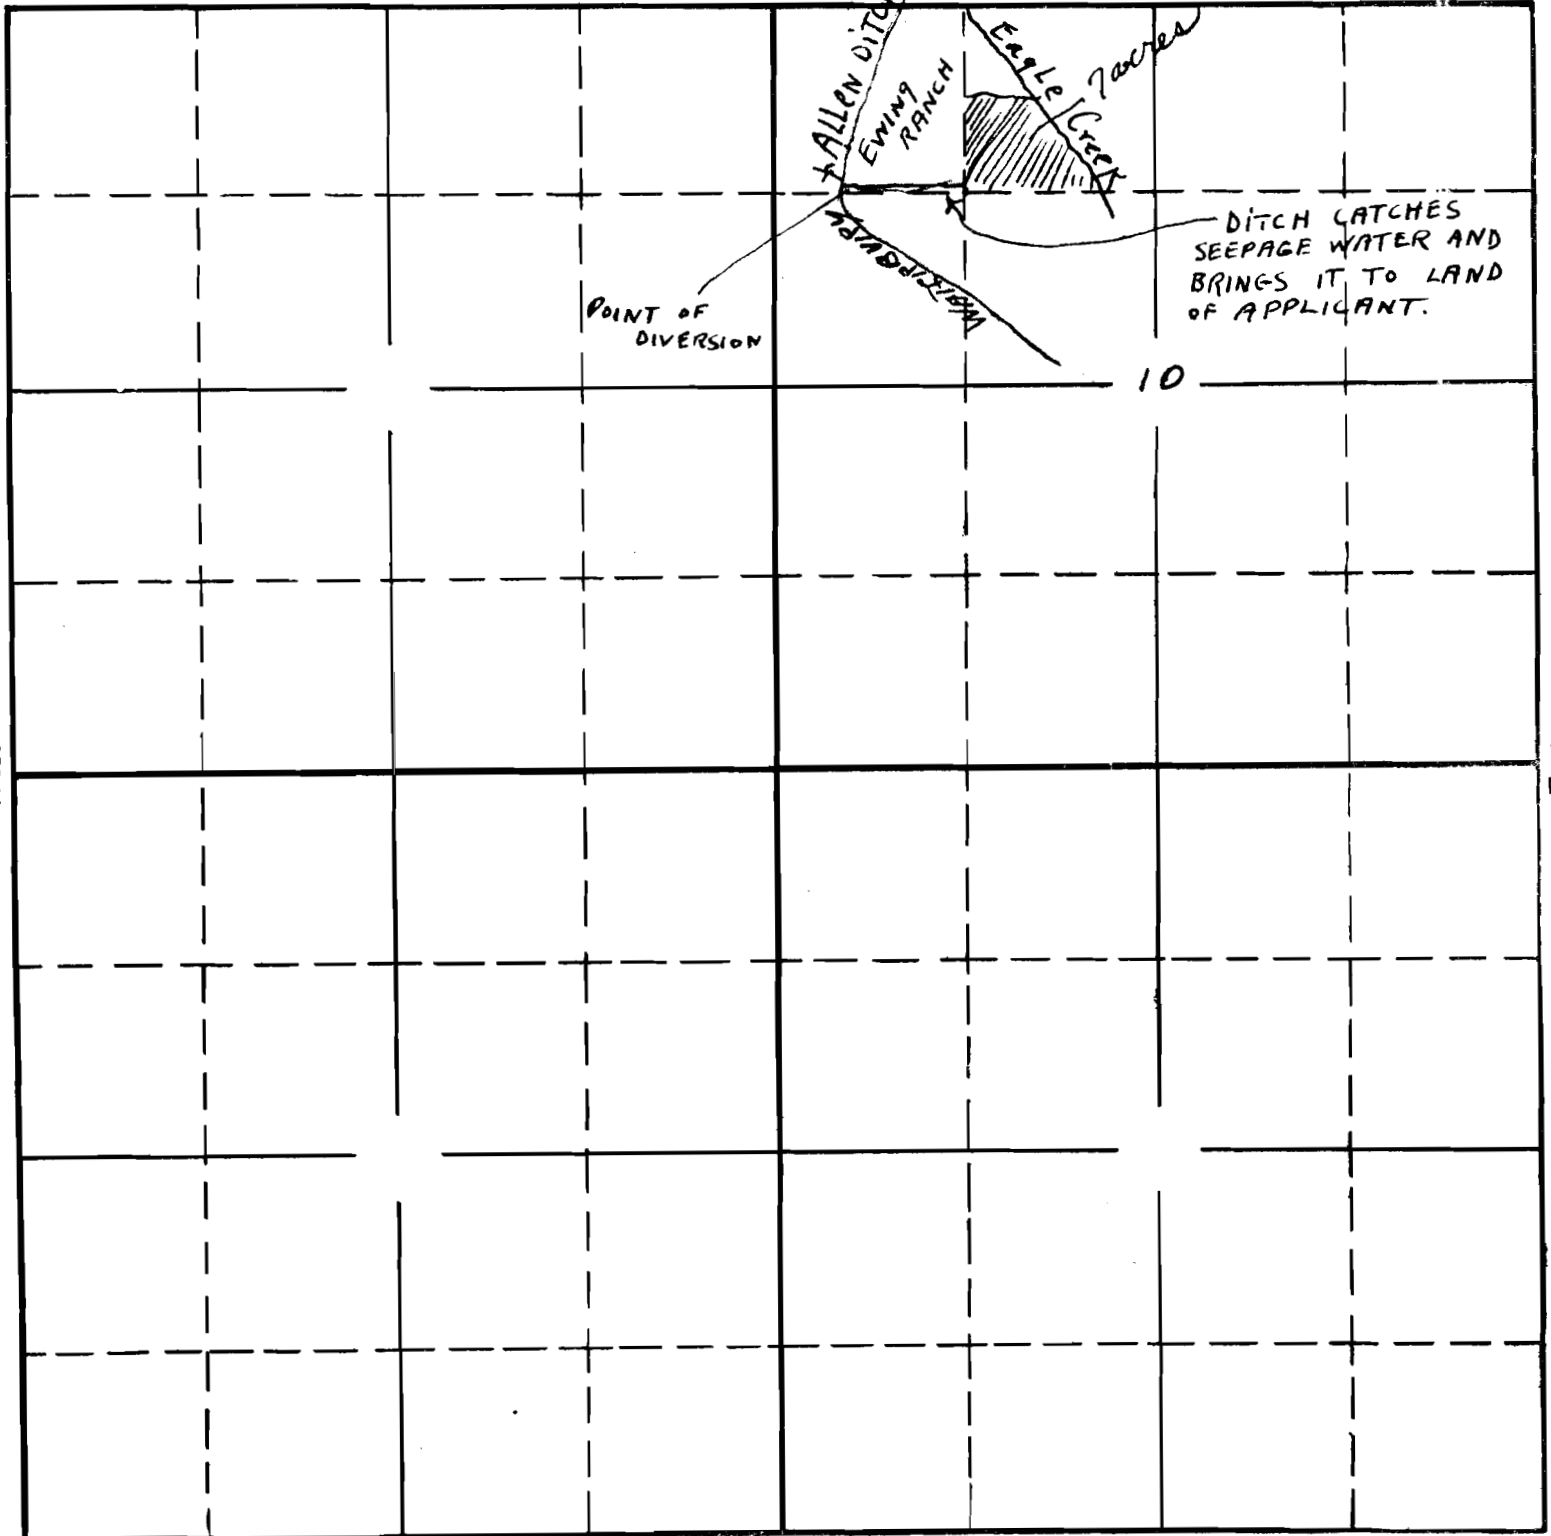 + ALLEN DITCH
EWING
RANCH
Eagle Creek
7 acres
DITCH CATCHES
SEEPAGE WATER AND
BRINGS IT TO LAND
OF APPLICANT.
POINT OF
DIVERSION
10